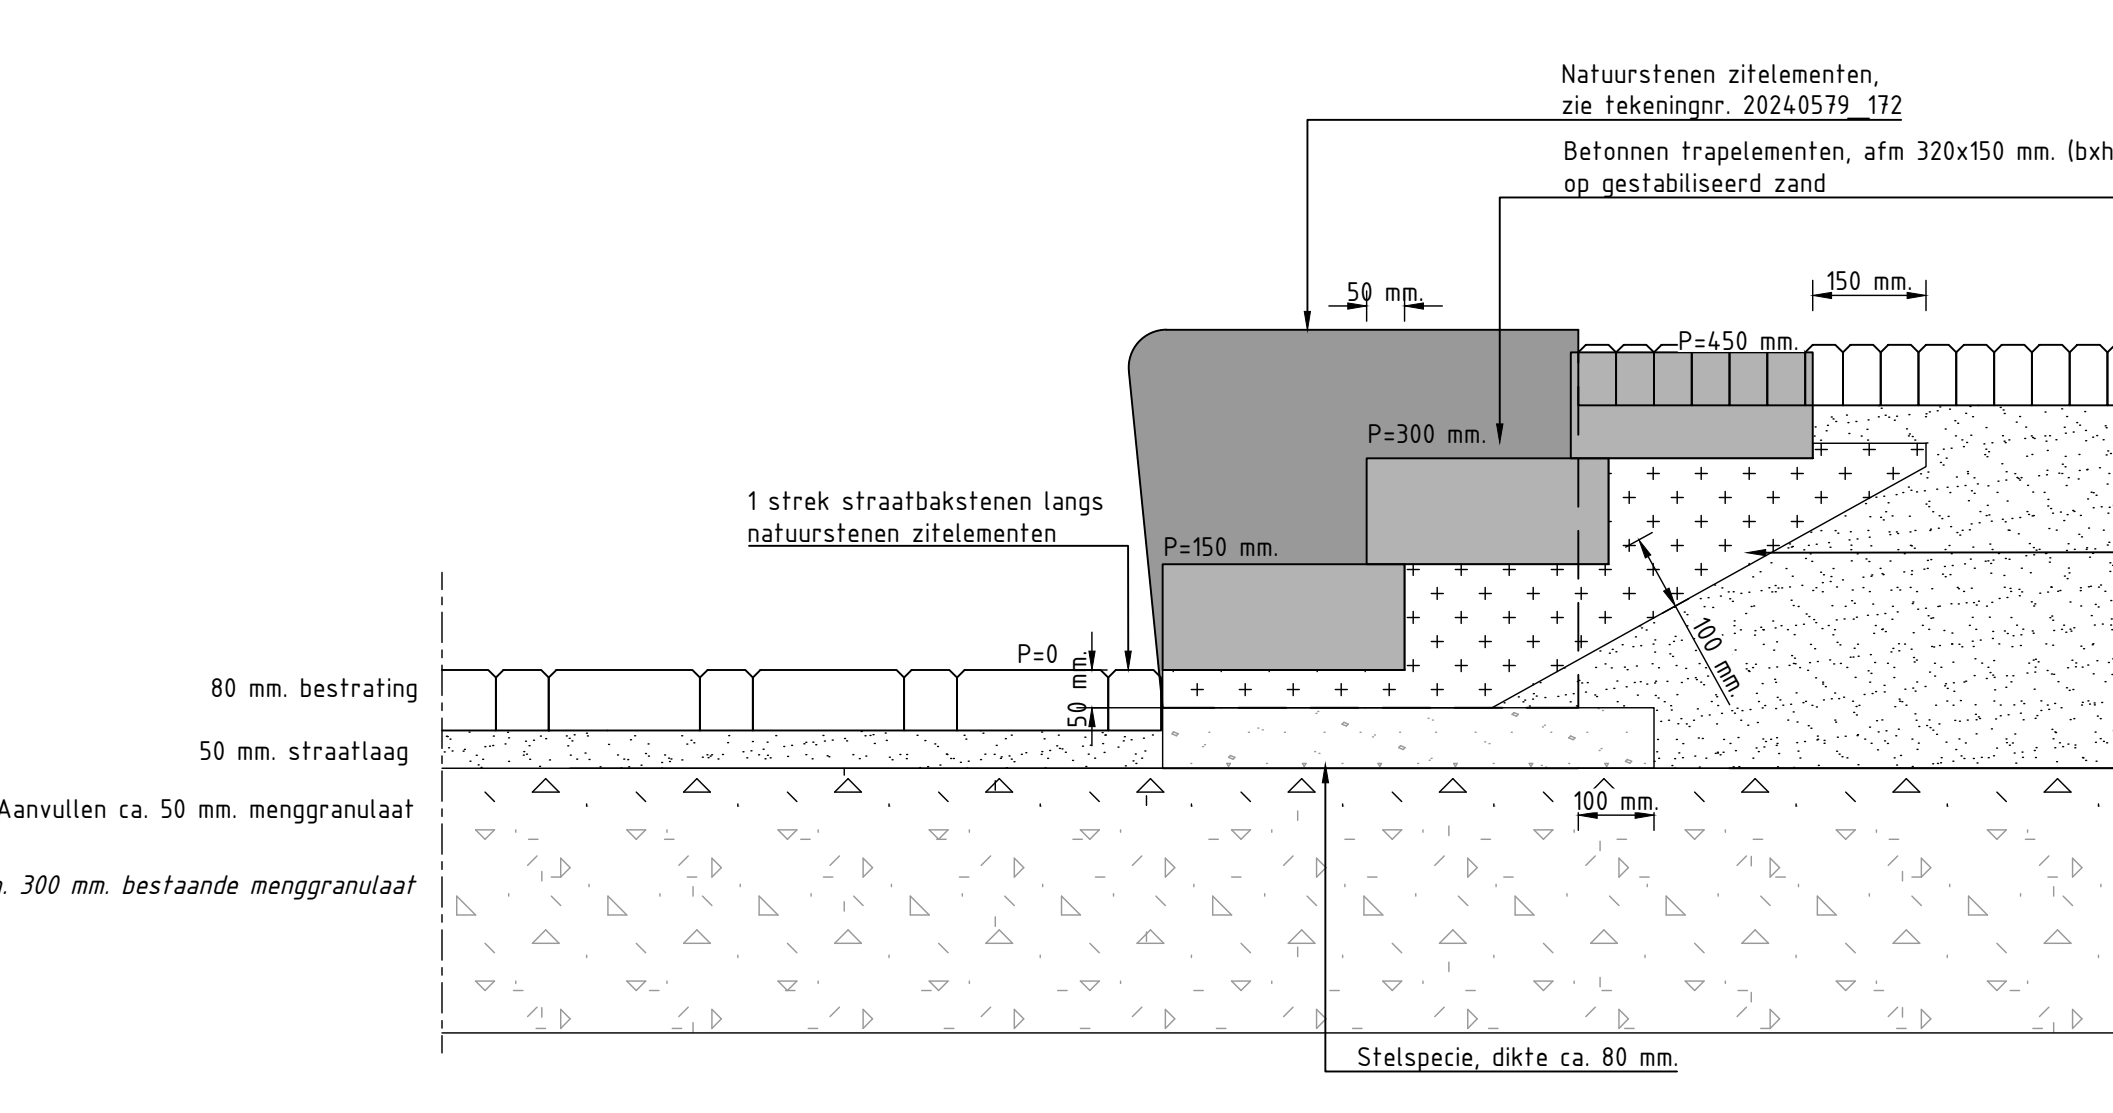 Natuurstenen zitelementen,
zie tekeningnr. 20240579_172
Betonnen trapelementen, afm 320x150 mm. (bxh
op gestabiliseerd zand
50 mm.
150 mm.
P=450 mm.
P=300 mm.
1 strek straatbakstenen langs
natuurstenen zitelementen
P=150 mm.
P=0
50 mm.
100 mm.
80 mm. bestrating
50 mm. straatlaag
Aanvullen ca. 50 mm. menggranulaat
100 mm.
. 300 mm. bestaande menggranulaat
Stelspecie, dikte ca. 80 mm.